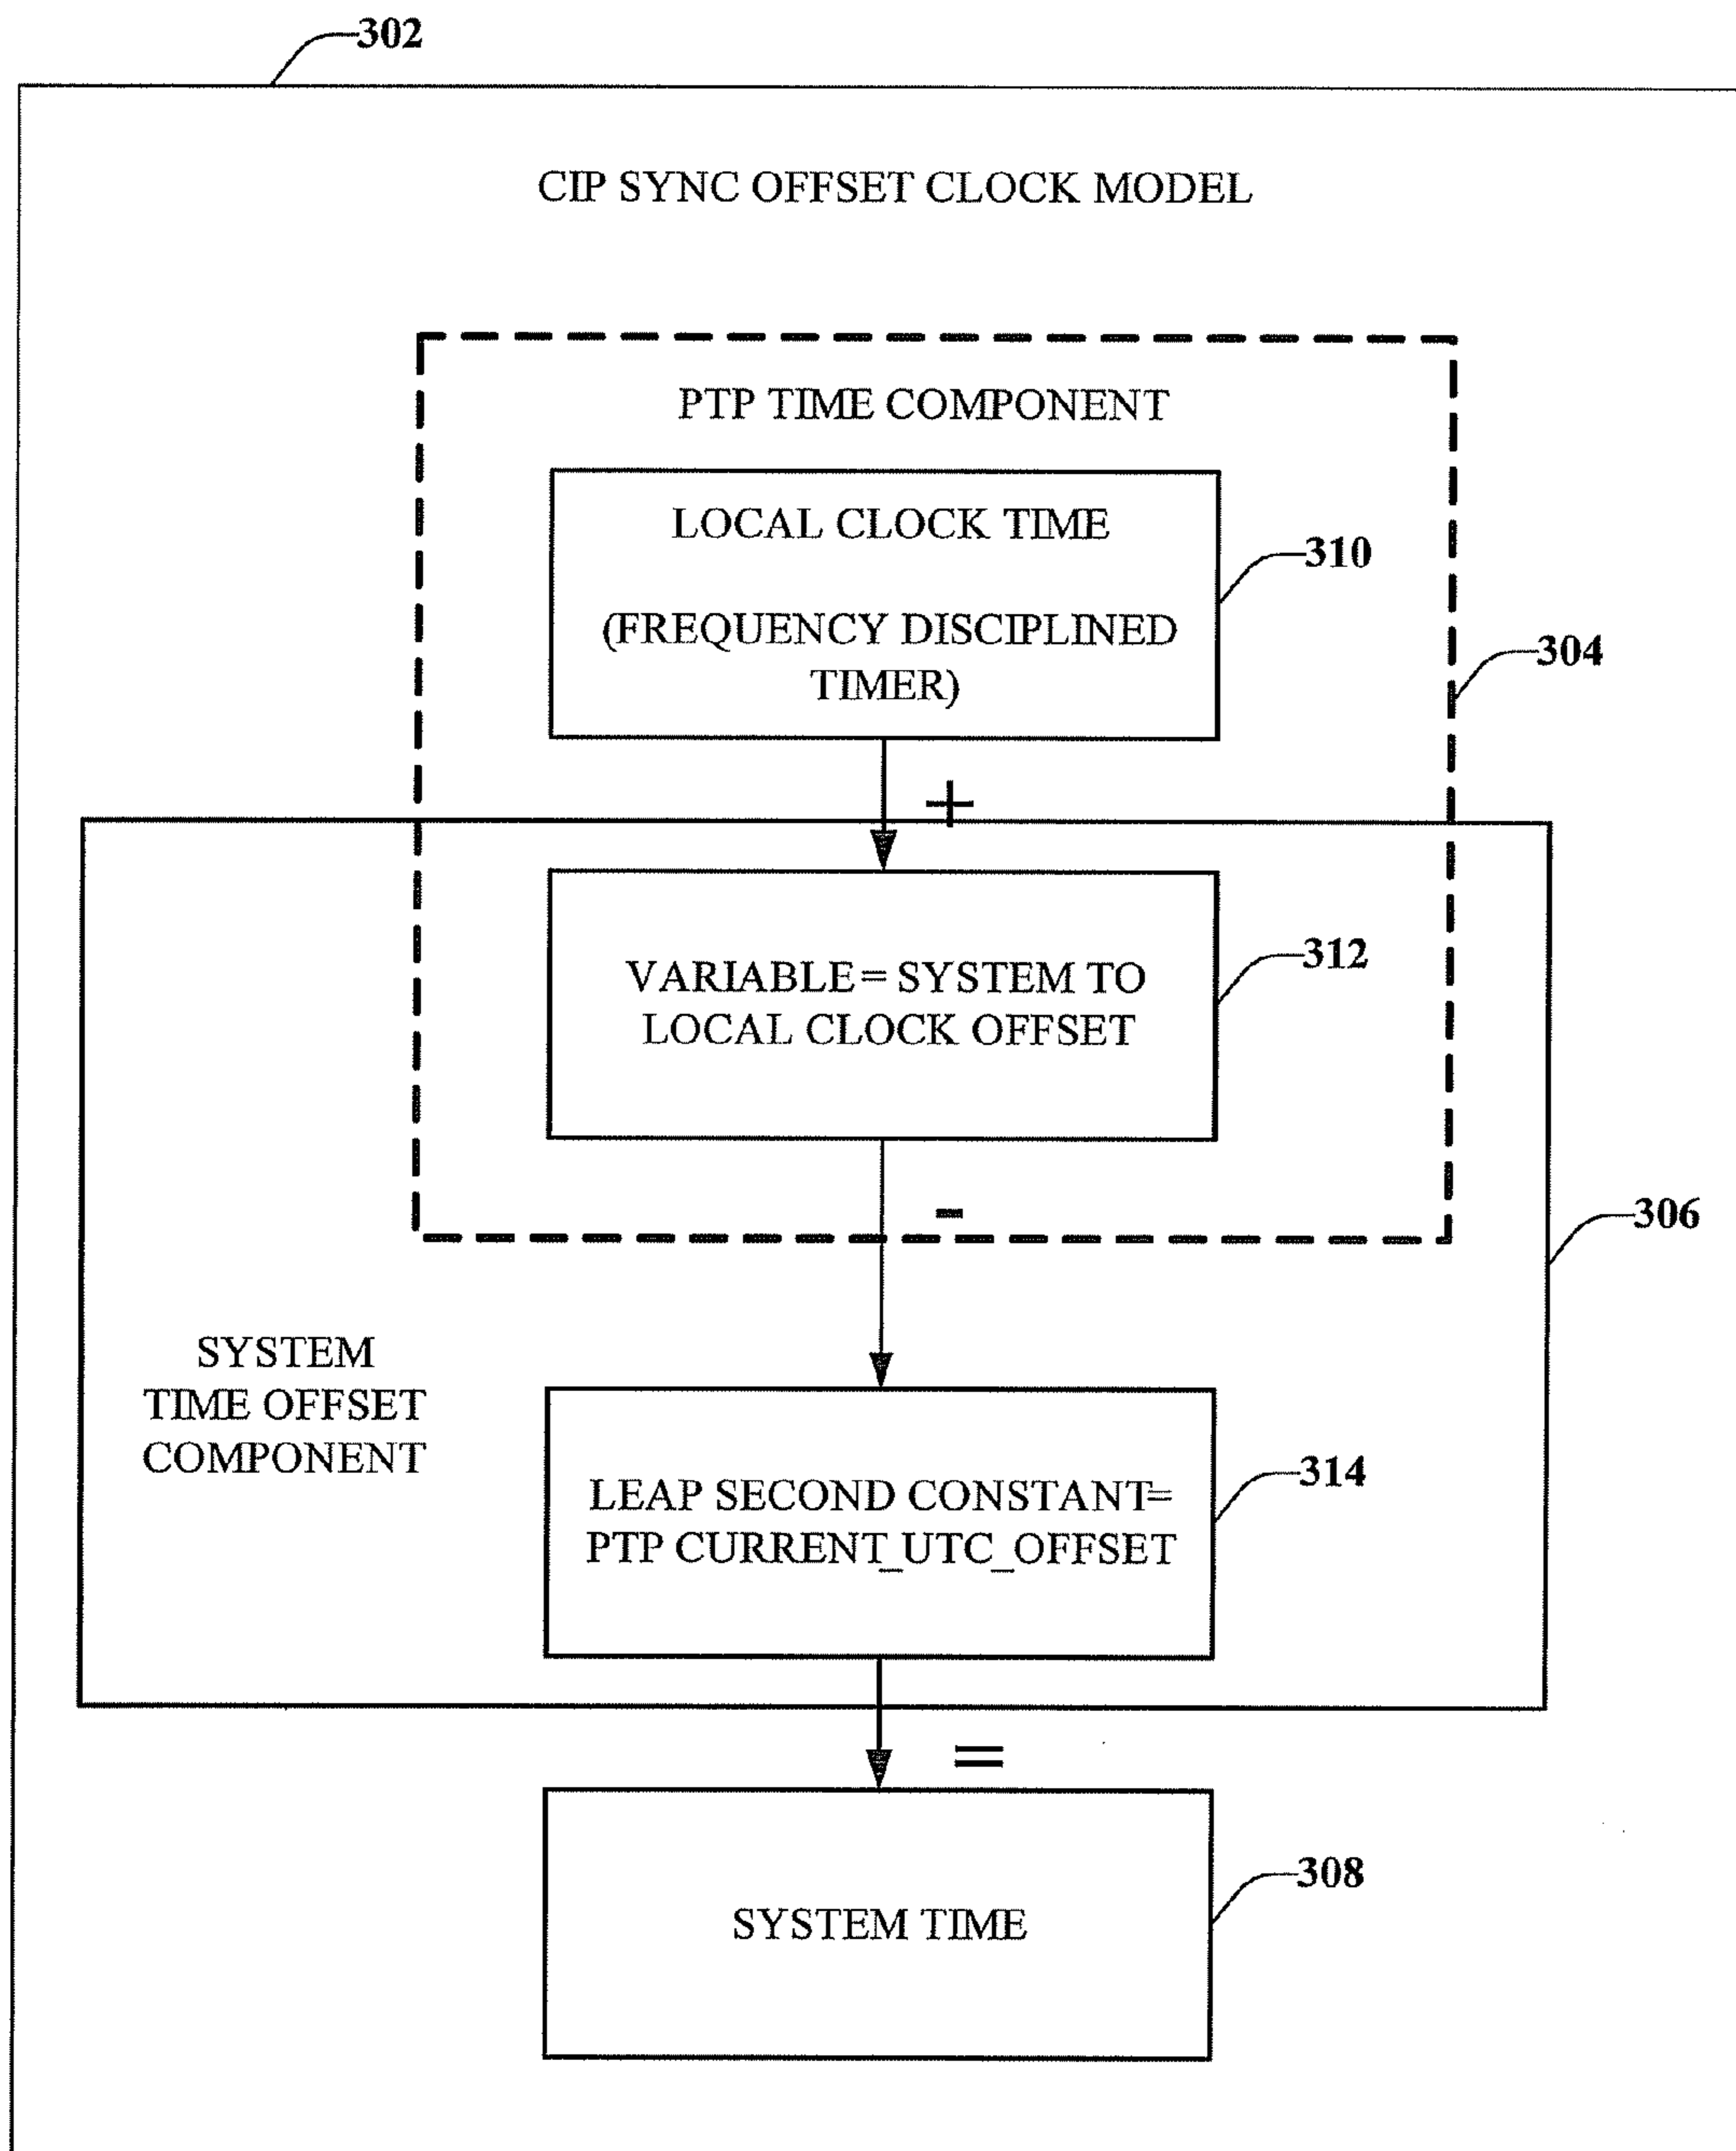 302
CIP SYNC OFFSET CLOCK MODEL
PTP TIME COMPONENT
LOCAL CLOCK TIME
(FREQUENCY DISCIPLINED
TIMER)
310
304
+
VARIABLE = SYSTEM TO
LOCAL CLOCK OFFSET
312
-
306
SYSTEM
TIME OFFSET
COMPONENT
LEAP SECOND CONSTANT=
PTP CURRENT_UTC_OFFSET
314
=
SYSTEM TIME
308